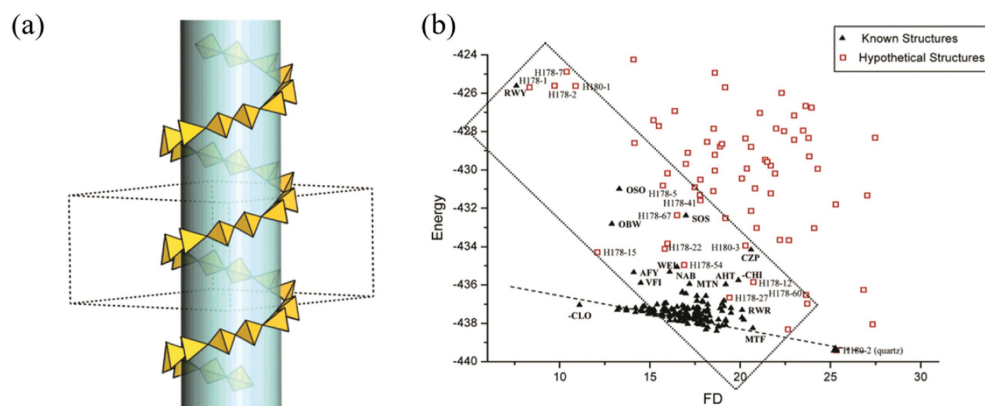 (a)
(b)
Known Structures
Hypothetical Structures
-424
-426
-428
-430
-432
-434
-436
-438
-440
Energy
10
15
20
25
30
FD
H178-7
H178-1
H180-1
RWY
H178-2
OSO
H178-5
H178-41
H178-67
SOS
OBW
H178-15
H178-22
H180-3
CZP
WEI
H178-54
AFY
NAB
AHT
-CHI
VFI
MTN
H178-12
H178-60
H178-27
-CLO
RWR
MTF
H180-2 (quartz)